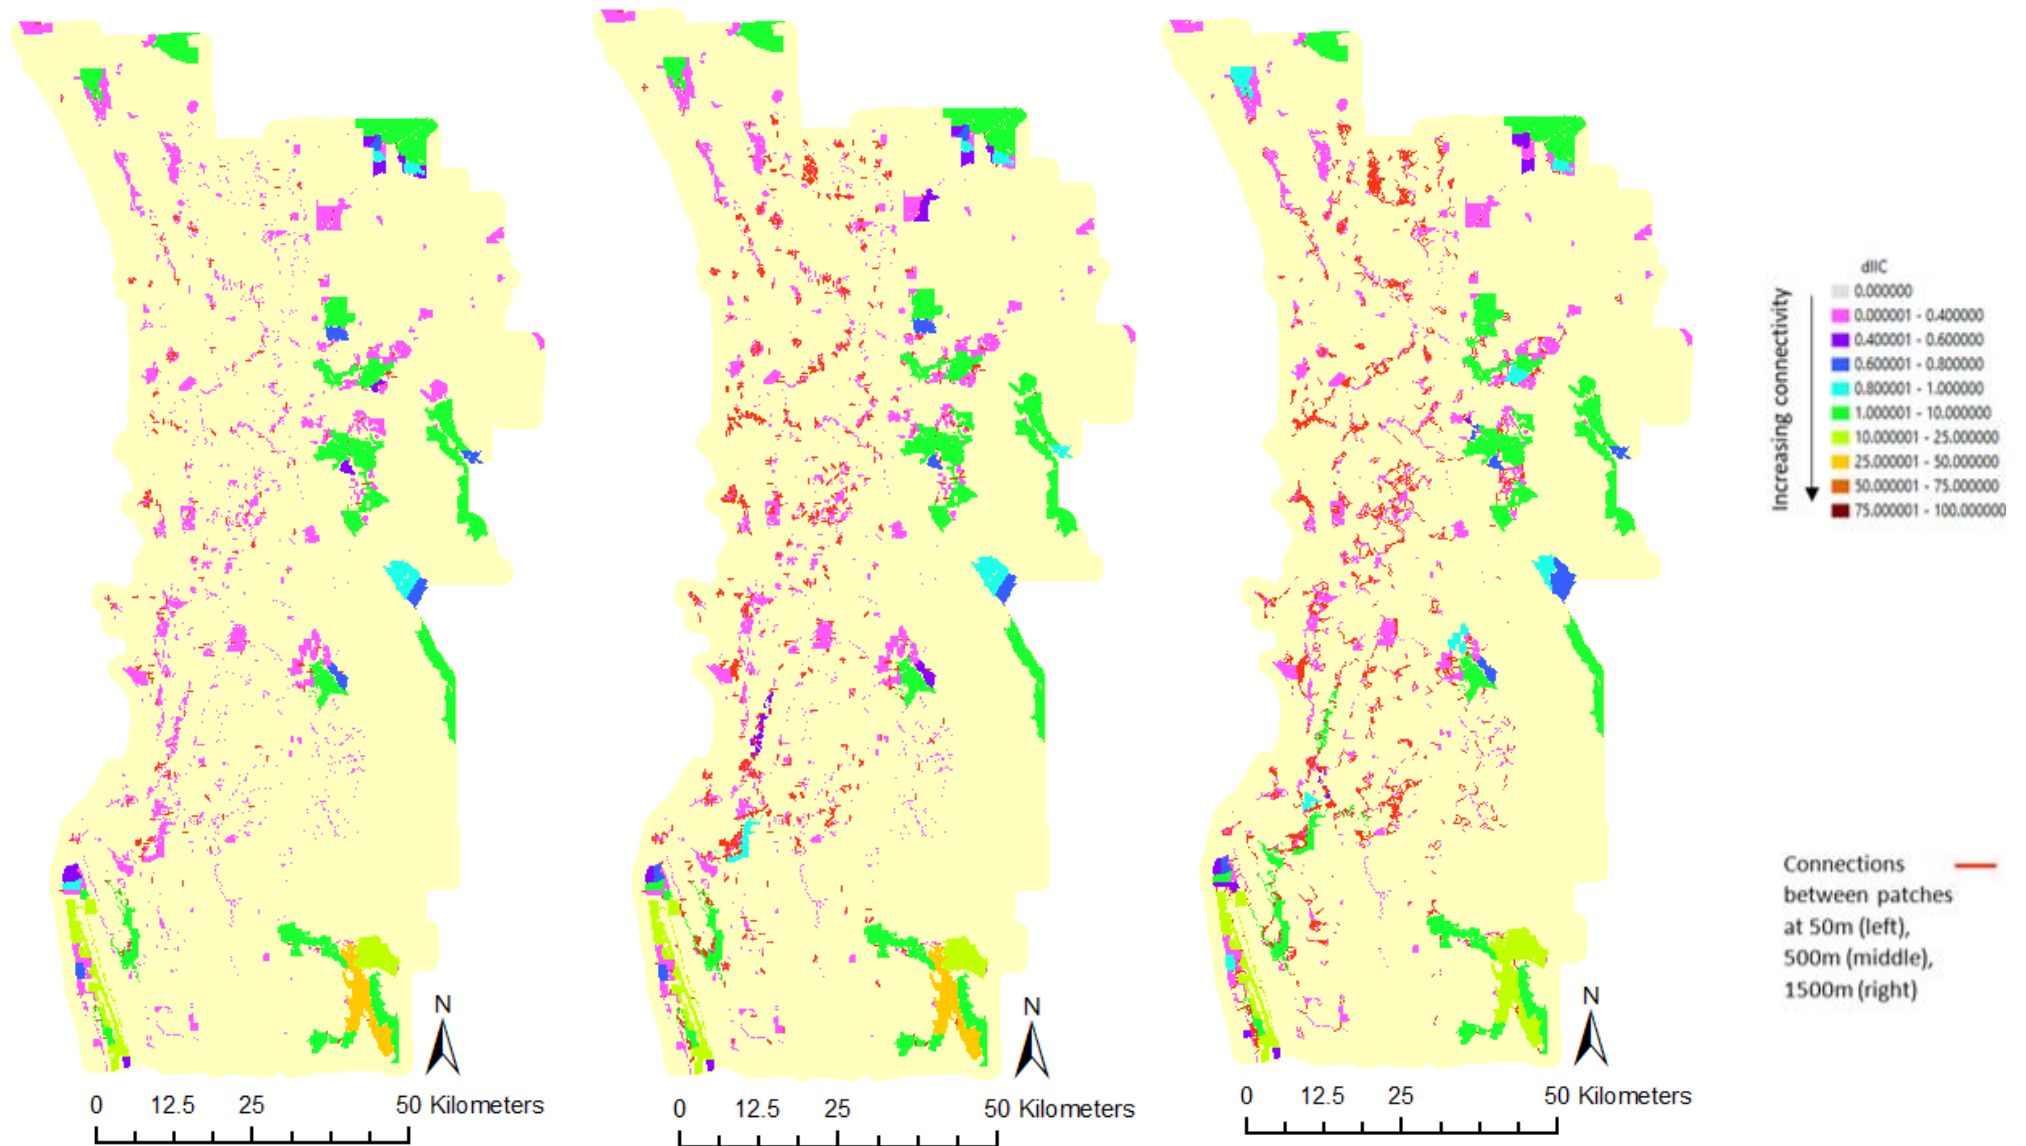 dIIC
0.000000
0.000001 - 0.400000
0.400001 - 0.600000
0.600001 - 0.800000
0.800001 - 1.000000
1.000001 - 10.000000
10.000001 - 25.000000
25.000001 - 50.000000
50.000001 - 75.000000
75.000001 - 100.000000
Increasing connectivity
Connections
between patches
at 50m (left),
500m (middle),
1500m (right)
N
N
N
0 12.5 25 50 Kilometers
0 12.5 25 50 Kilometers
0 12.5 25 50 Kilometers